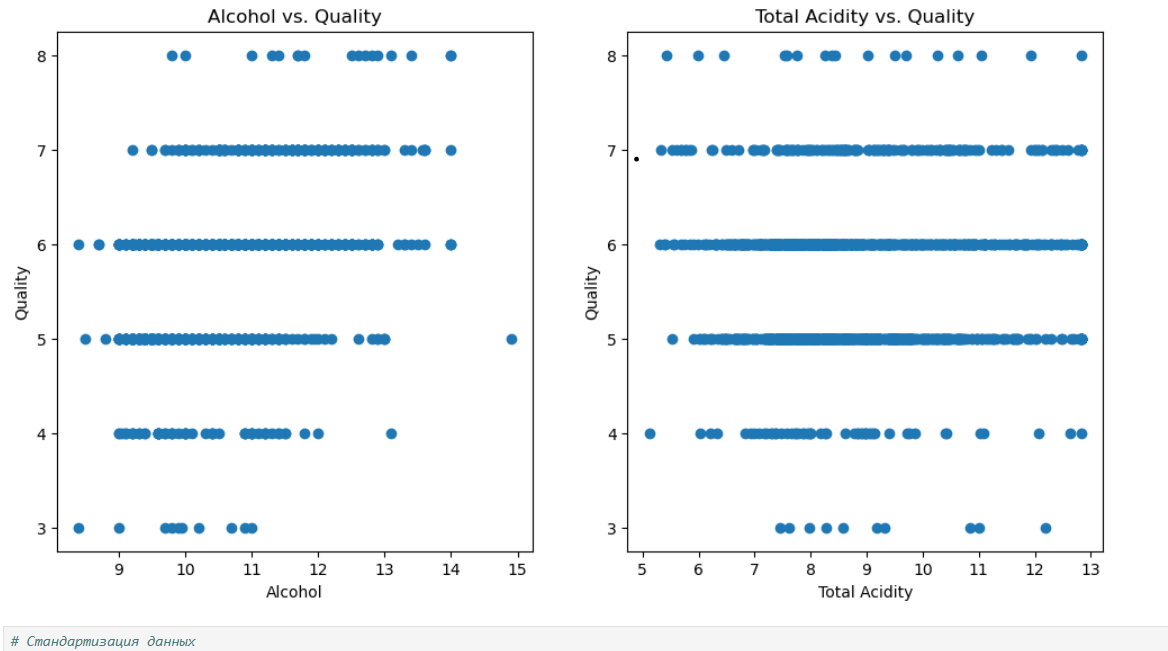 Alcohol vs. Quality
8
7
6
5
4
3
Quality
9 10 11 12 13 14 15
Alcohol
Total Acidity vs. Quality
8
7
6
5
4
3
Quality
5 6 7 8 9 10 11 12 13
Total Acidity
# Стандартизация данных